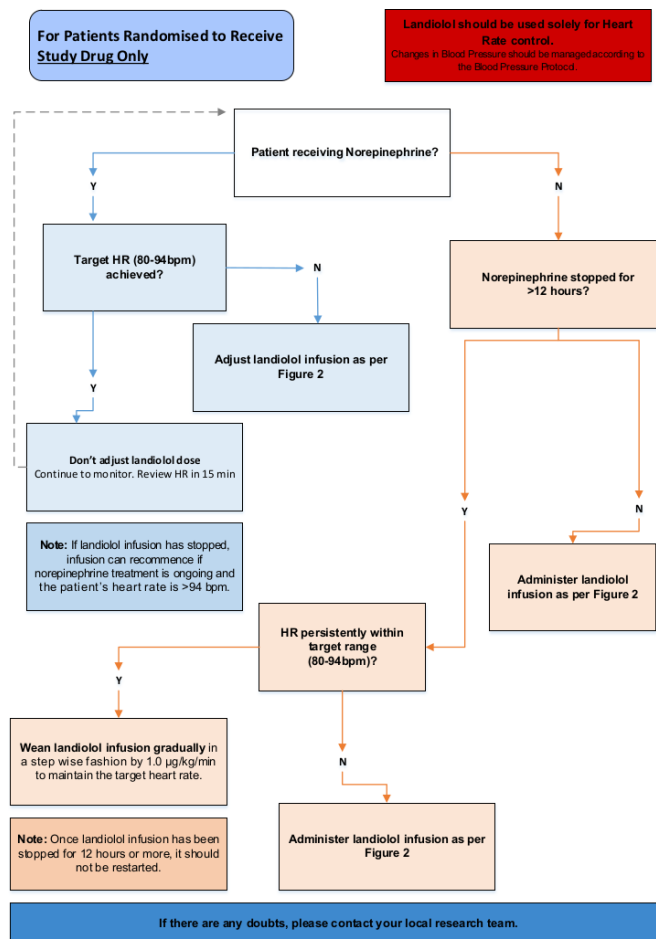 For Patients Randomised to Receive
Study Drug Only
Landiolol should be used solely for Heart
Rate control.
Changes in Blood Pressure should be managed according to
the Blood Pressure Protocol.
Patient receiving Norepinephrine?
Y
N
Target HR (80-94bpm)
achieved?
N
Norepinephrine stopped for
>12 hours?
Adjust landiolol infusion as per
Figure 2
Y
Don't adjust landiolol dose
Continue to monitor. Review HR in 15 min
Y
N
Note: If landiolol infusion has stopped,
infusion can recommence if
norepinephrine treatment is ongoing and
the patient's heart rate is >94 bpm.
Administer landiolol
infusion as per Figure 2
HR persistently within
target range
(80-94bpm)?
Y
Wean landiolol infusion gradually in
a step wise fashion by 1.0 µg/kg/min
to maintain the target heart rate.
N
Note: Once landiolol infusion has been
stopped for 12 hours or more, it should
not be restarted.
Administer landiolol infusion as per
Figure 2
If there are any doubts, please contact your local research team.